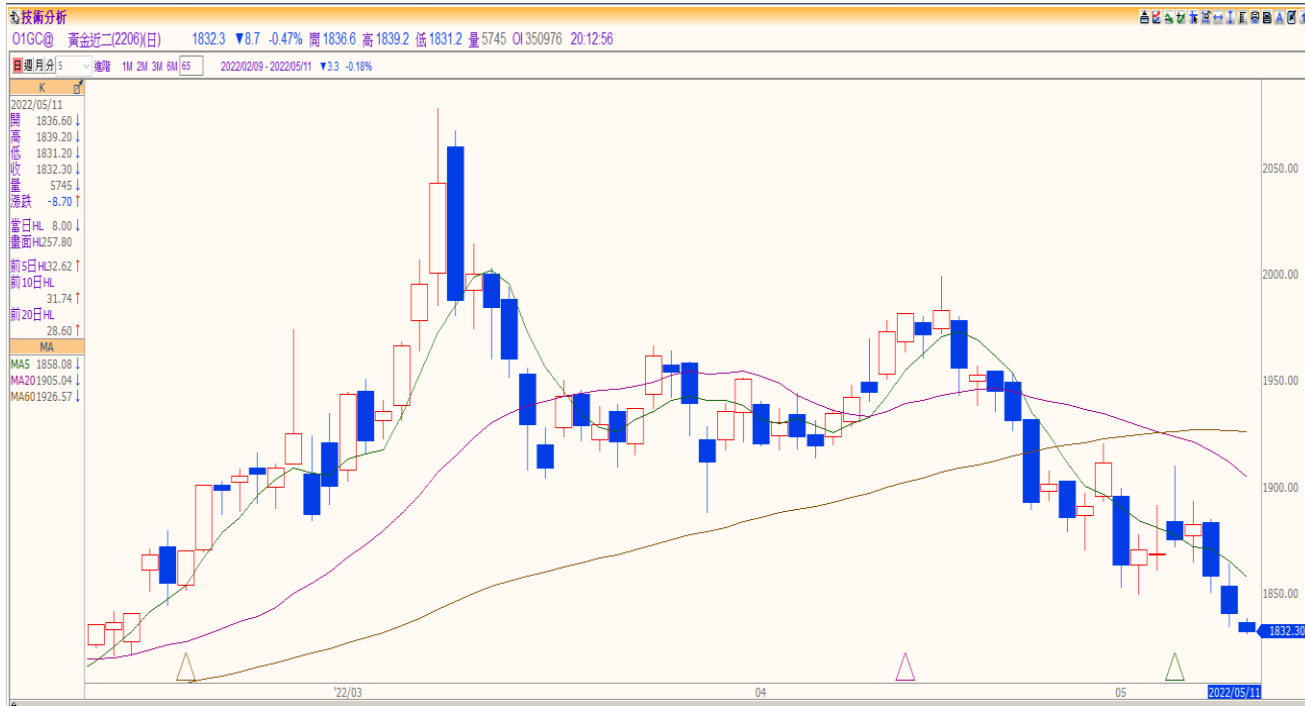 技術分析
O1GC@ 黃金近二(2206)(日) 1832.3 ▼8.7 -0.47% 開 1836.6 高 1839.2 低 1831.2 量 5745 OI 350976 20:12:56
日 週 月 分 5 進階 1M 2M 3M 6M 65 2022/02/09 - 2022/05/11 ▼3.3 -0.18%
K
2022/05/11
開 1836.60↓
高 1839.20↓
低 1831.20↓
收 1832.30↓
量 5745↓
漲跌 -8.70↑
當日HL 8.00↓
畫面HL257.80
前5日HL32.62↑
前10日HL
31.74↑
前20日HL
28.60↑
MA
MA5 1858.08↓
MA20 1905.04↓
MA60 1926.57↓
2050.00
2000.00
1950.00
1900.00
1850.00
1832.30
'22/03 04 05 2022/05/11